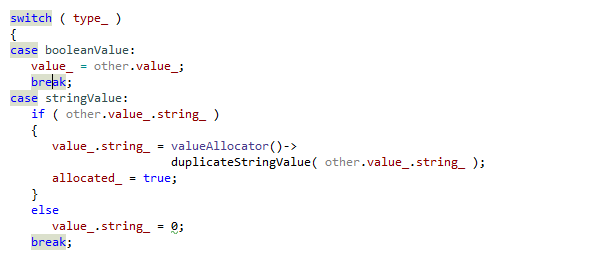 switch ( type_ )
{
case booleanValue:
   value_ = other.value_;
   break;
case stringValue:
   if ( other.value_.string_ )
   {
      value_.string_ = valueAllocator()->
                       duplicateStringValue( other.value_.string_ );
      allocated_ = true;
   }
   else
      value_.string_ = 0;
   break;